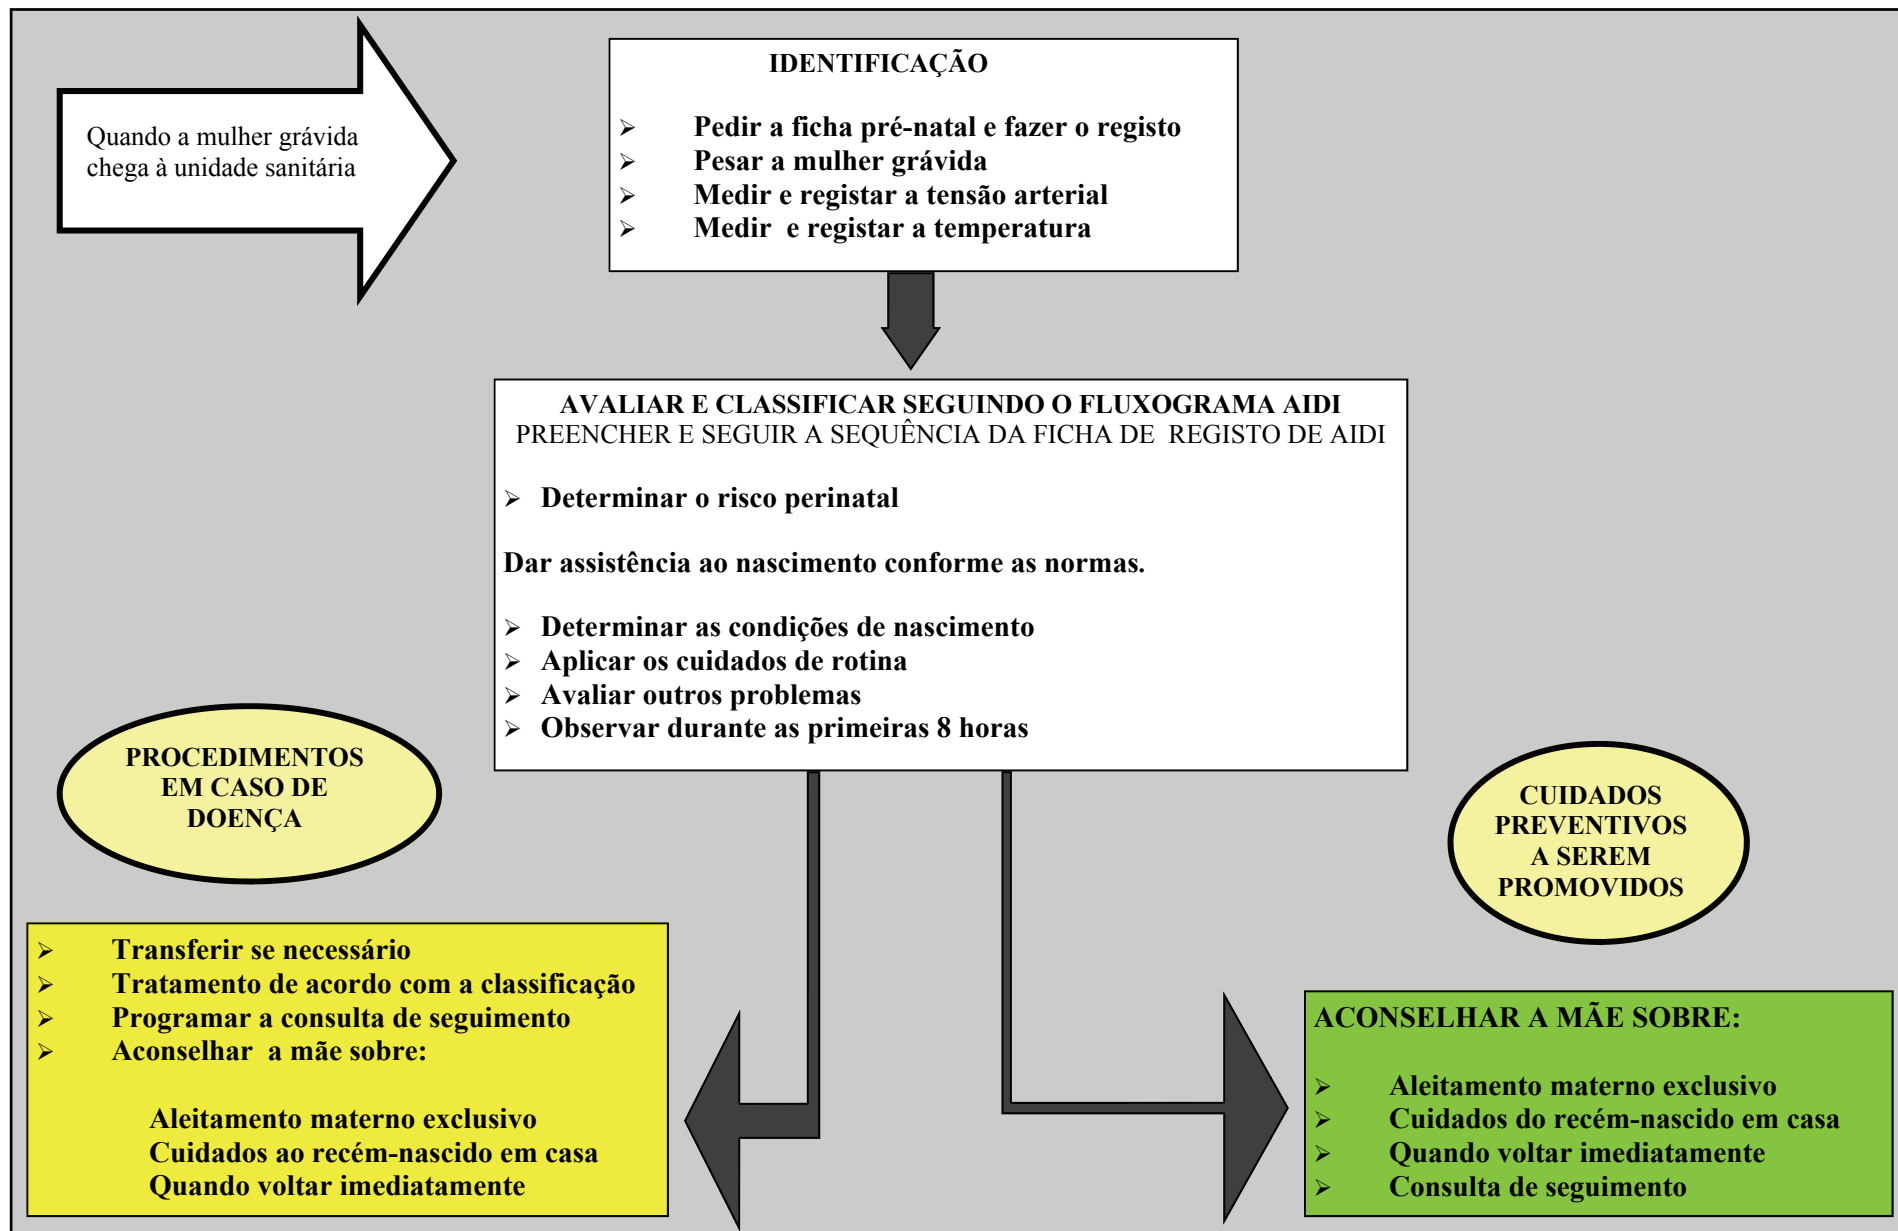 Quando a mulher grávida
chega à unidade sanitária
IDENTIFICAÇÃO
➢ Pedir a ficha pré-natal e fazer o registo
➢ Pesar a mulher grávida
➢ Medir e registar a tensão arterial
➢ Medir e registar a temperatura
AVALIAR E CLASSIFICAR SEGUINDO O FLUXOGRAMA AIDI
PREENCHER E SEGUIR A SEQUÊNCIA DA FICHA DE REGISTO DE AIDI
➢ Determinar o risco perinatal
Dar assistência ao nascimento conforme as normas.
➢ Determinar as condições de nascimento
➢ Aplicar os cuidados de rotina
➢ Avaliar outros problemas
➢ Observar durante as primeiras 8 horas
PROCEDIMENTOS
EM CASO DE
DOENÇA
➢ Transferir se necessário
➢ Tratamento de acordo com a classificação
➢ Programar a consulta de seguimento
➢ Aconselhar a mãe sobre:
Aleitamento materno exclusivo
Cuidados ao recém-nascido em casa
Quando voltar imediatamente
CUIDADOS
PREVENTIVOS
A SEREM
PROMOVIDOS
ACONSELHAR A MÃE SOBRE:
➢ Aleitamento materno exclusivo
➢ Cuidados do recém-nascido em casa
➢ Quando voltar imediatamente
➢ Consulta de seguimento